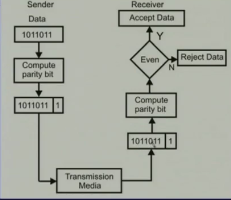 Sender
Data
1011011
Compute
parity bit
1011011 1
Transmission
Media
Receiver
Accept Data
Y
Even
N
Reject Data
Compute
parity bit
1011011 1